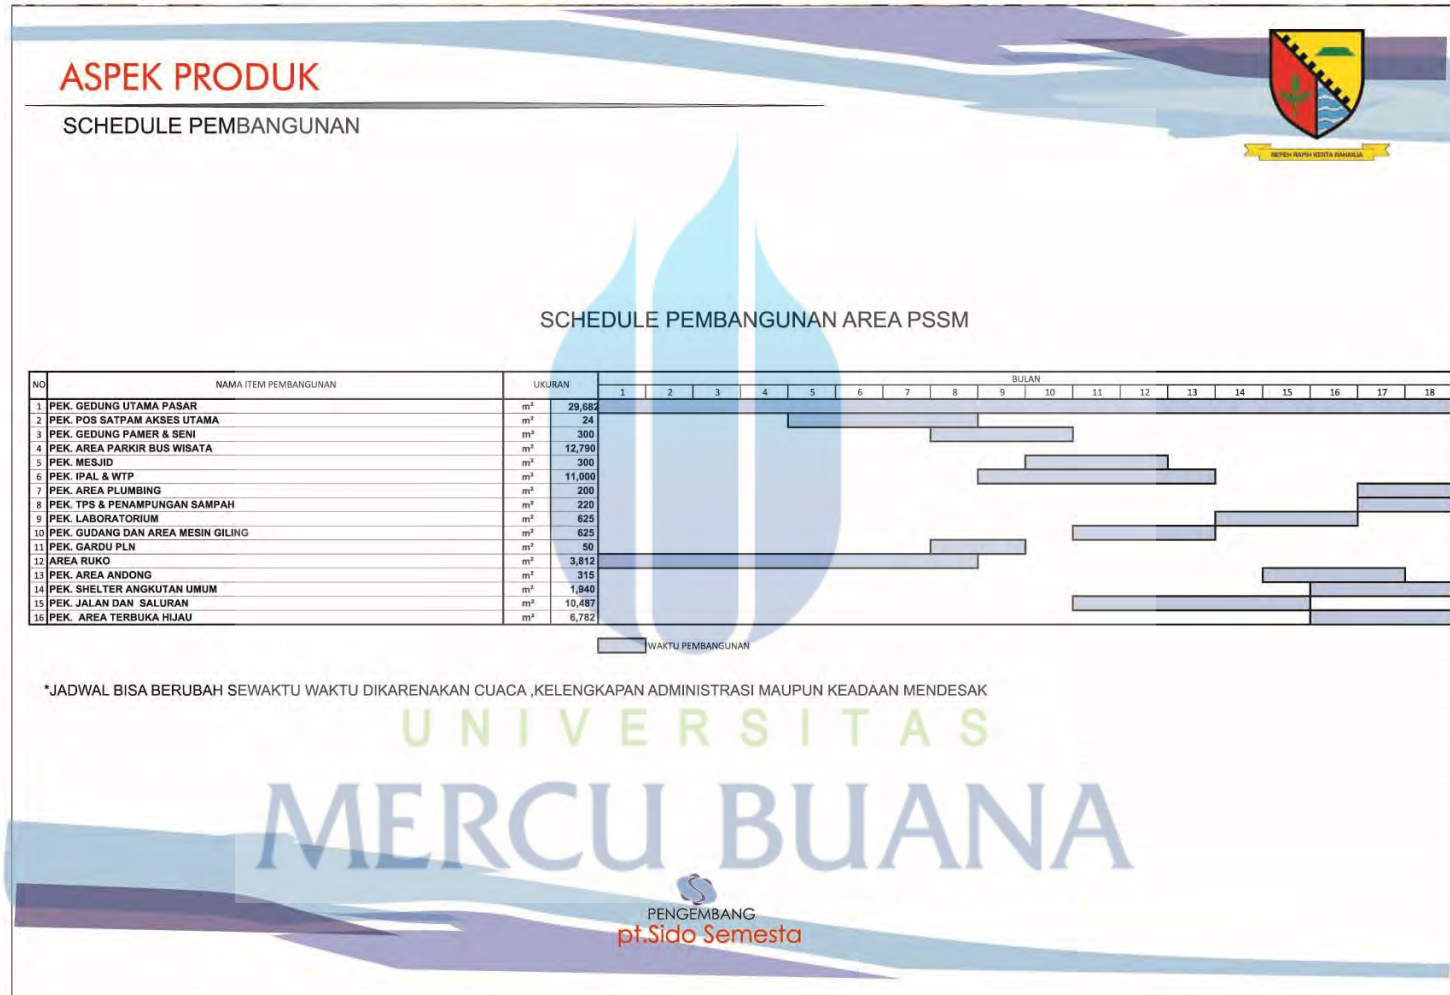 ASPEK PRODUK
SCHEDULE PEMBANGUNAN
REPEH RAPIH KERTA RAHARJA
SCHEDULE PEMBANGUNAN AREA PSSM
NO NAMA ITEM PEMBANGUNAN UKURAN BULAN
1 2 3 4 5 6 7 8 9 10 11 12 13 14 15 16 17 18
1 PEK. GEDUNG UTAMA PASAR m² 29,682
2 PEK. POS SATPAM AKSES UTAMA m² 24
3 PEK. GEDUNG PAMER & SENI m² 300
4 PEK. AREA PARKIR BUS WISATA m² 12,790
5 PEK. MESJID m² 300
6 PEK. IPAL & WTP m² 11,000
7 PEK. AREA PLUMBING m² 200
8 PEK. TPS & PENAMPUNGAN SAMPAH m² 220
9 PEK. LABORATORIUM m² 625
10 PEK. GUDANG DAN AREA MESIN GILING m² 625
11 PEK. GARDU PLN m² 50
12 AREA RUKO m² 3,812
13 PEK. AREA ANDONG m² 315
14 PEK. SHELTER ANGKUTAN UMUM m² 1,940
15 PEK. JALAN DAN SALURAN m² 10,487
16 PEK. AREA TERBUKA HIJAU m² 6,782
WAKTU PEMBANGUNAN
*JADWAL BISA BERUBAH SEWAKTU WAKTU DIKARENAKAN CUACA ,KELENGKAPAN ADMINISTRASI MAUPUN KEADAAN MENDESAK
UNIVERSITAS
MERCU BUANA
PENGEMBANG
pt.Sido Semesta